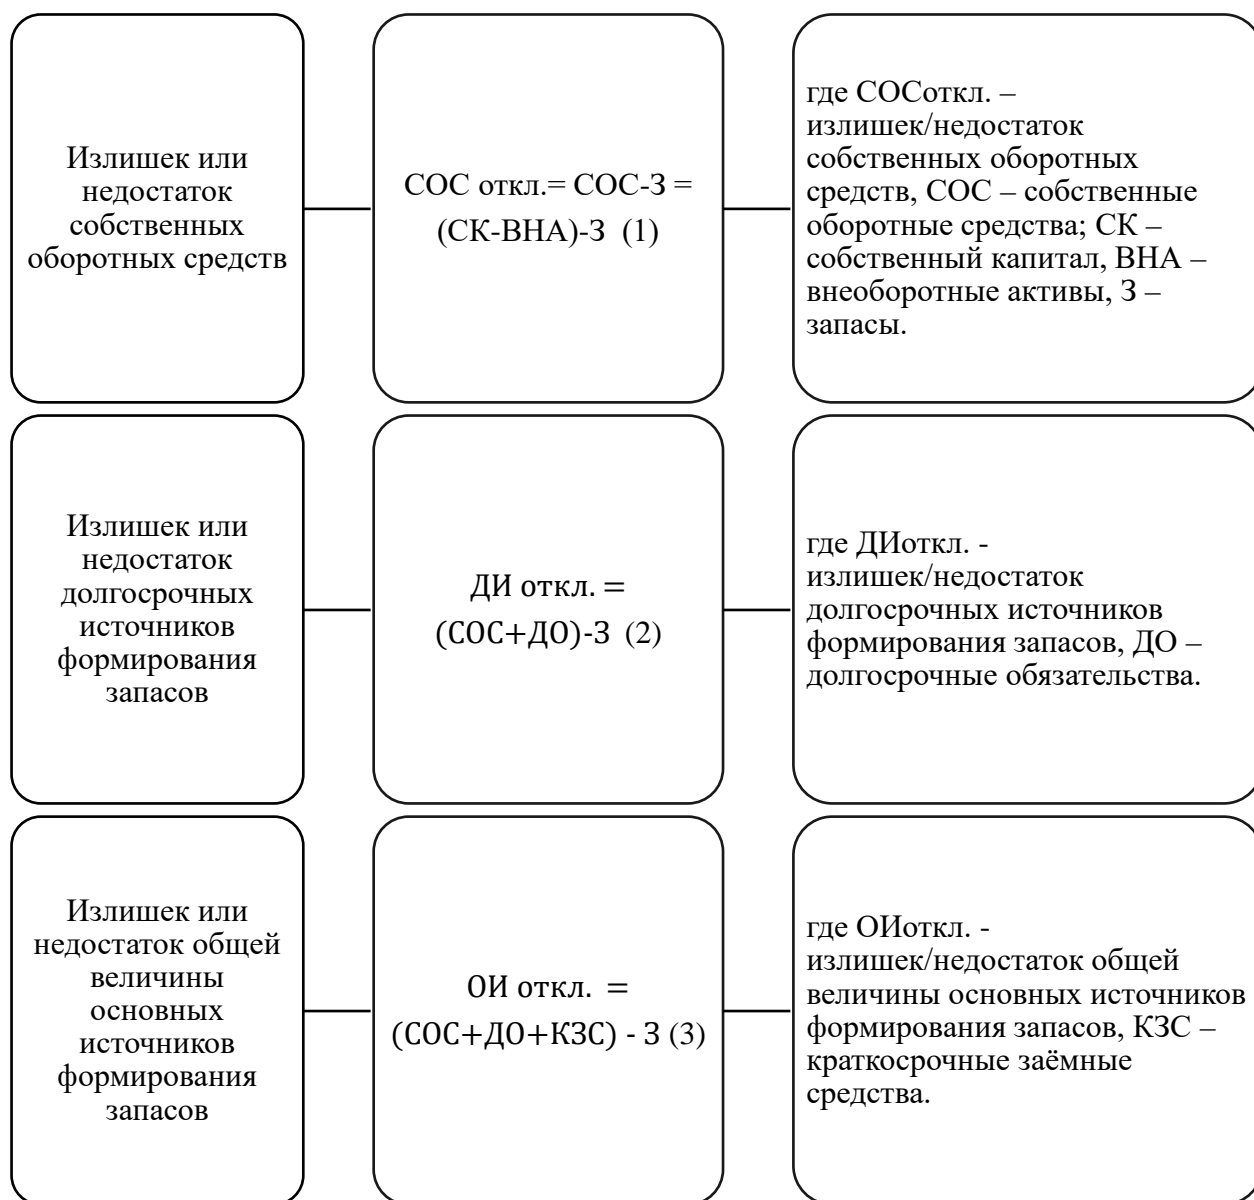 Излишек или
недостаток
собственных
оборотных средств
СОС откл.= СОС-З =
(СК-ВНА)-З (1)
где СОСоткл. –
излишек/недостаток
собственных оборотных
средств, СОС – собственные
оборотные средства; СК –
собственный капитал, ВНА –
внеоборотные активы, З –
запасы.
Излишек или
недостаток
долгосрочных
источников
формирования
запасов
ДИ откл. =
(СОС+ДО)-З (2)
где ДИоткл. -
излишек/недостаток
долгосрочных источников
формирования запасов, ДО –
долгосрочные обязательства.
Излишек или
недостаток общей
величины
основных
источников
формирования
запасов
ОИ откл. =
(СОС+ДО+КЗС) - З (3)
где ОИоткл. -
излишек/недостаток общей
величины основных источников
формирования запасов, КЗС –
краткосрочные заёмные
средства.